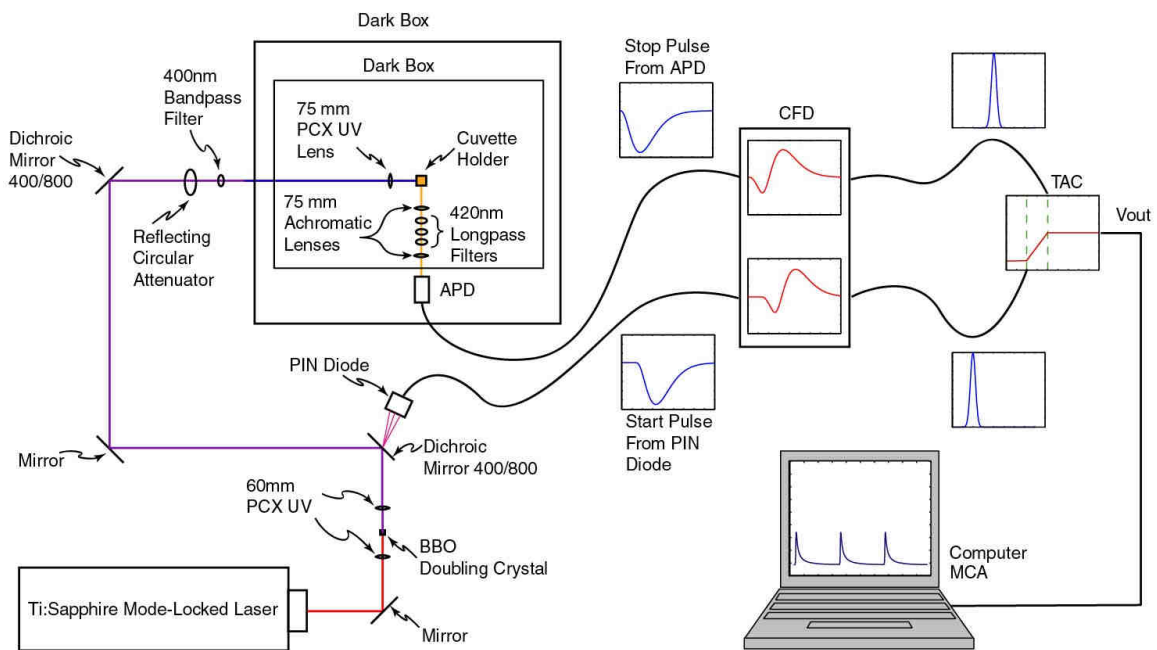 Dark Box
Dark Box
400nm
Bandpass
Filter
75 mm
PCX UV
Lens
Cuvette
Holder
Dichroic
Mirror
400/800
Reflecting
Circular
Attenuator
75 mm
Achromatic
Lenses
420nm
Longpass
Filters
APD
Stop Pulse
From APD
CFD
TAC
Vout
PIN Diode
Start Pulse
From PIN
Diode
Mirror
Dichroic
Mirror 400/800
60mm
PCX UV
BBO
Doubling Crystal
Ti:Sapphire Mode-Locked Laser
Mirror
Computer
MCA